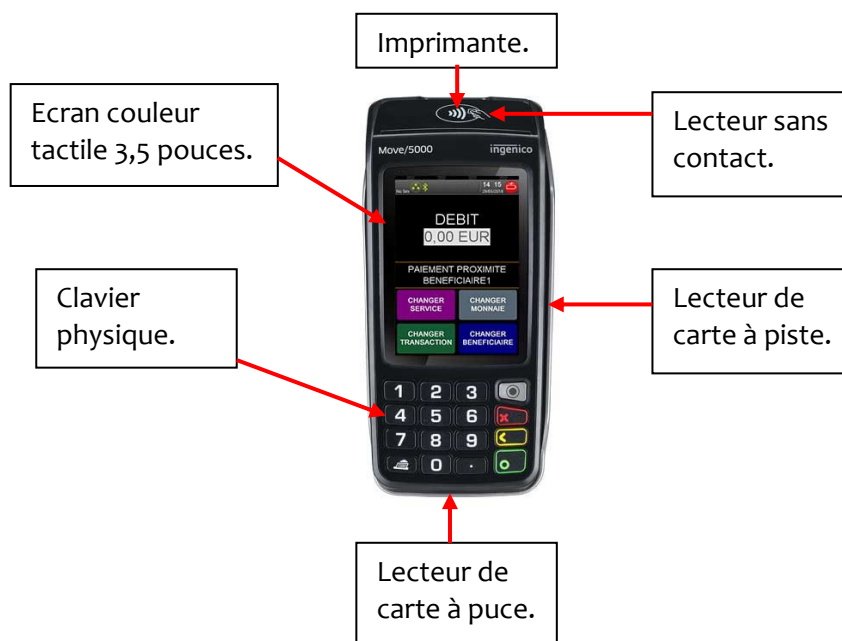 Imprimante.
Ecran couleur
tactile 3,5 pouces.
Lecteur sans
contact.
Move/5000
ingenico
14 15
DEBIT
0,00 EUR
PAIEMENT PROXIMITE
BENEFICIAIRE1
CHANGER
SERVICE
CHANGER
MONNAIE
CHANGER
TRANSACTION
CHANGER
BENEFICIAIRE
Clavier
physique.
Lecteur de
carte à piste.
1 2 3
4 5 6
7 8 9
0 .
Lecteur de
carte à puce.